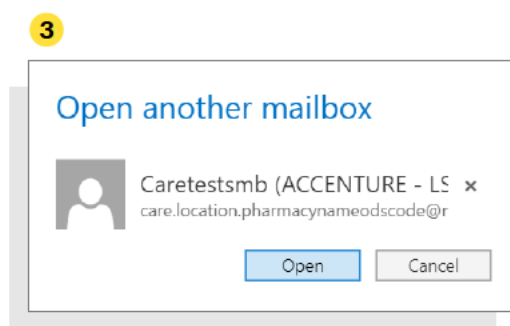 3
Open another mailbox
Caretestsmb (ACCENTURE - LS ×
care.location.pharmacynameodscode@r
Open Cancel